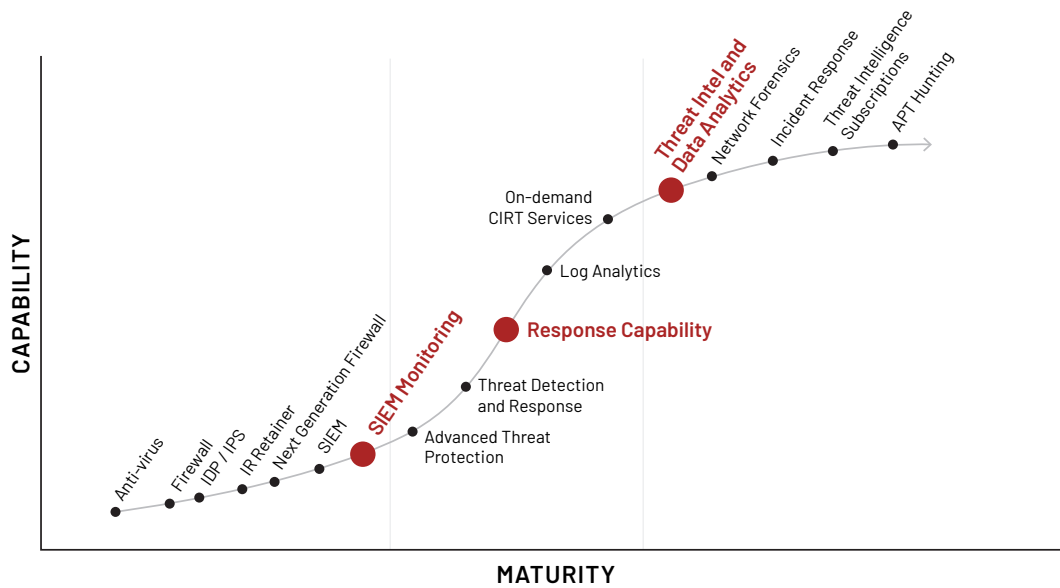 CAPABILITY
Anti-virus
Firewall
IDP / IPS
IR Retainer
Next Generation Firewall
SIEM
SIEM Monitoring
Advanced Threat
Protection
Threat Detection
and Response
Response Capability
Log Analytics
On-demand
CIRT Services
Threat Intel and
Data Analytics
Network Forensics
Incident Response
Threat Intelligence
Subscriptions
APT Hunting
MATURITY